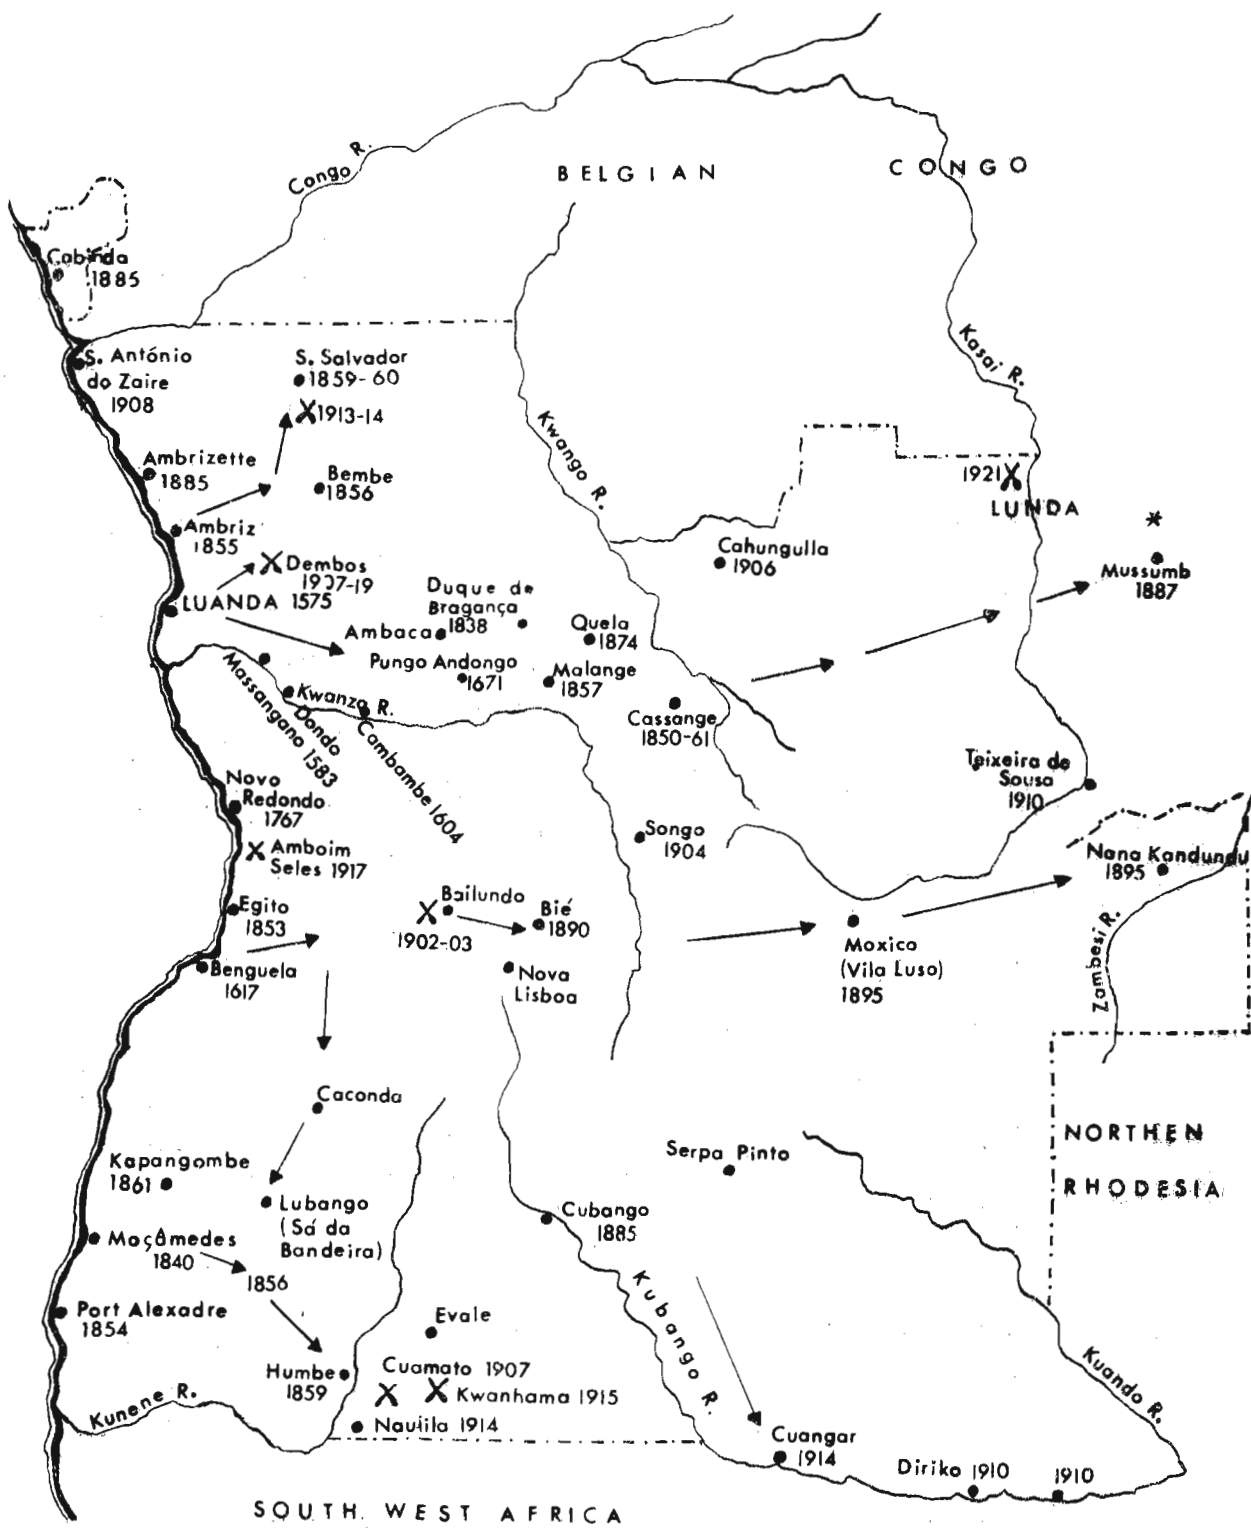 Congo R.
BELGIAN CONGO
Cabinda
1885
S. António
do Zaire
1908
S. Salvador
1859-60
1913-14
Kasai R.
Kwango R.
Ambrizette
1885
Bembe
1856
1921
LUNDA
Ambriz
1855
Dembos
1907-19
LUANDA 1575
Cahungulla
1906
Mussumb
1887
Duque de
Bragança
1838
Ambaca
Quela
1874
Pungo Andongo
1671
Malange
1857
Massangano 1583
Dondo
Kwanza R.
Cambambe 1604
Cassange
1850-61
Teixeira de
Sousa
1910
Novo
Redondo
1767
Songo
1904
Amboim
Seles 1917
Nana Kandundu
1895
Egito
1853
Bailundo
1902-03
Bié
1890
Benguela
1617
Nova
Lisboa
Moxico
(Vila Luso)
1895
Zambesi R.
Caconda
NORTHEN
RHODESIA
Kapangombe
1861
Serpa Pinto
Lubango
(Sá da
Bandeira)
Cubango
1885
Moçâmedes
1840
1856
Port Alexadre
1854
Evale
Kubango R.
Humbe
1859
Cuamato 1907
Kwanhama 1915
Kuando R.
Kunene R.
Naulila 1914
Cuangar
1914
Diriko 1910
1910
SOUTH WEST AFRICA